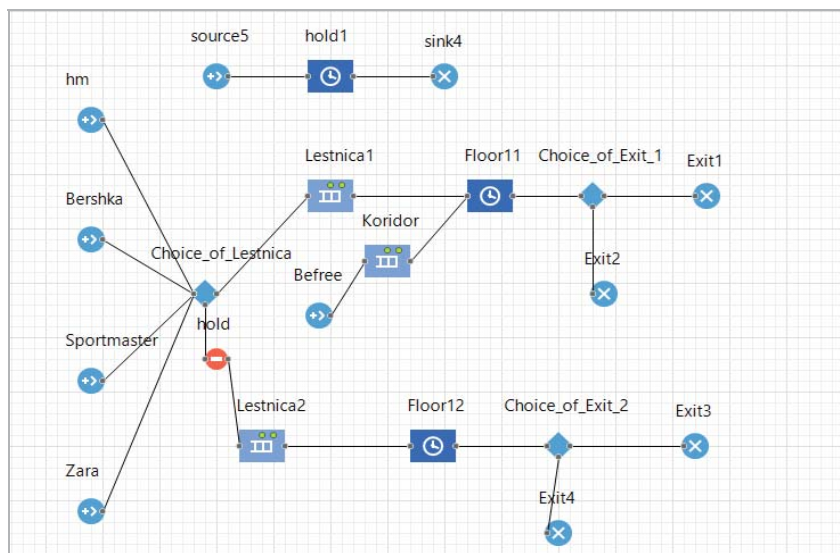 source5
hold1
sink4
hm
Lestnica1
Floor11
Choice_of_Exit_1
Exit1
Bershka
Koridor
Choice_of_Lestnica
Befree
Exit2
hold
Sportmaster
Lestnica2
Floor12
Choice_of_Exit_2
Exit3
Zara
Exit4